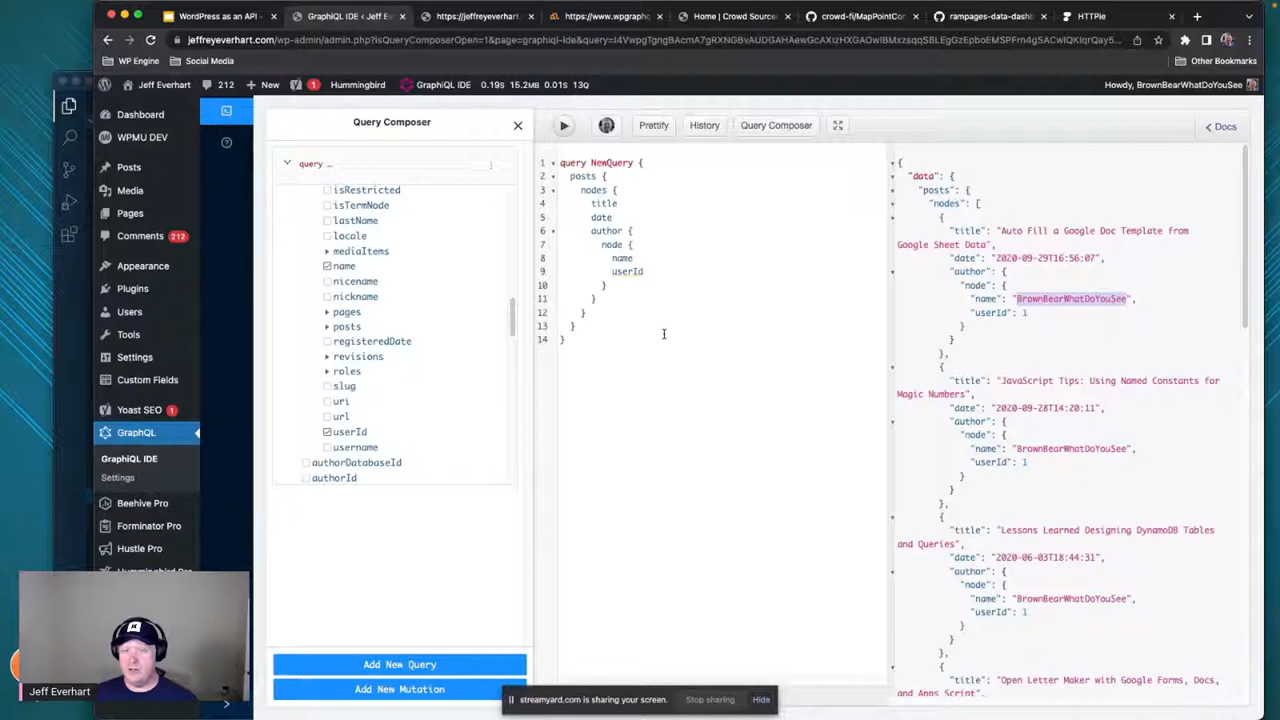 WordPress as an API - 
GraphiQL IDE ‹ Jeff Ev
https://jeffreyeverhart.com
https://www.wpgraphq
Home | Crowd Sourcer
crowd-fi/MapPointCor
rampages-data-dashb
HTTPie
jeffreyeverhart.com/wp-admin/admin.php?isQueryComposerOpen=1&page=graphiql-ide&query=
WP Engine
Social Media
Other Bookmarks
Jeff Everhart
212
New
1
Hummingbird
GraphiQL IDE
0.19s 15.2MB 0.01s 13Q
Howdy, BrownBearWhatDoYouSee
Dashboard
WPMU DEV
Posts
Media
Pages
Comments 212
Appearance
Plugins
Users
Tools
Settings
Custom Fields
Yoast SEO 1
GraphQL
GraphiQL IDE
Settings
Beehive Pro
Forminator Pro
Hustle Pro
Query Composer
query
isRestricted
isTermNode
lastName
locale
mediaItems
name
nicename
nickname
pages
posts
registeredDate
revisions
roles
slug
uri
url
userId
username
authorDatabaseId
authorId
Add New Query
Add New Mutation
Prettify
History
Query Composer
Docs
1 query NewQuery {
2 posts {
3 nodes {
4 title
5 date
6 author {
7 node {
8 name
9 userId
10 }
11 }
12 }
13 }
14 }
{
"data": {
"posts": {
"nodes": [
{
"title": "Auto Fill a Google Doc Template from
Google Sheet Data",
"date": "2020-09-29T16:56:07",
"author": {
"node": {
"name": "BrownBearWhatDoYouSee",
"userId": 1
}
}
},
{
"title": "JavaScript Tips: Using Named Constants for
Magic Numbers",
"date": "2020-09-28T14:20:11",
"author": {
"node": {
"name": "BrownBearWhatDoYouSee",
"userId": 1
}
}
},
{
"title": "Lessons Learned Designing DynamoDB Tables
and Queries",
"date": "2020-06-03T18:44:31",
"author": {
"node": {
"name": "BrownBearWhatDoYouSee",
"userId": 1
}
}
},
{
"title": "Open Letter Maker with Google Forms, Docs,
and Apps Script",
streamyard.com is sharing your screen.
Stop sharing
Hide
Jeff Everhart